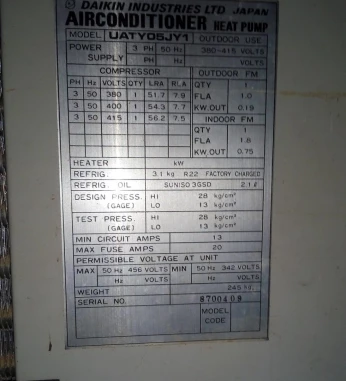 DAIKIN INDUSTRIES LTD. JAPAN
AIRCONDITIONER HEAT PUMP
MODEL UATY05JY1 OUTDOOR USE
POWER SUPPLY 3 PH 50 Hz 380-415 VOLTS
PH Hz VOLTS
COMPRESSOR OUTDOOR FM
PH Hz VOLTS QTY LRA RLA QTY 1
3 50 380 1 51.7 7.9 FLA 1.0
3 50 400 1 54.3 7.7 KW.OUT 0.19
3 50 415 1 56.2 7.5 INDOOR FM
QTY 1
FLA 1.8
KW.OUT 0.75
HEATER kW
REFRIG. 3.1 kg R22 FACTORY CHARGED
REFRIG. OIL SUNISO 3GSD 2.1 ℓ
DESIGN PRESS. HI 28 kg/cm²
(GAGE) LO 13 kg/cm²
TEST PRESS. HI 28 kg/cm²
(GAGE) LO 13 kg/cm²
MIN CIRCUIT AMPS 13
MAX FUSE AMPS 20
PERMISSIBLE VOLTAGE AT UNIT
MAX 50 Hz 456 VOLTS MIN 50 Hz 342 VOLTS
Hz VOLTS Hz VOLTS
WEIGHT 245 kg
SERIAL NO. 8700409
MODEL CODE